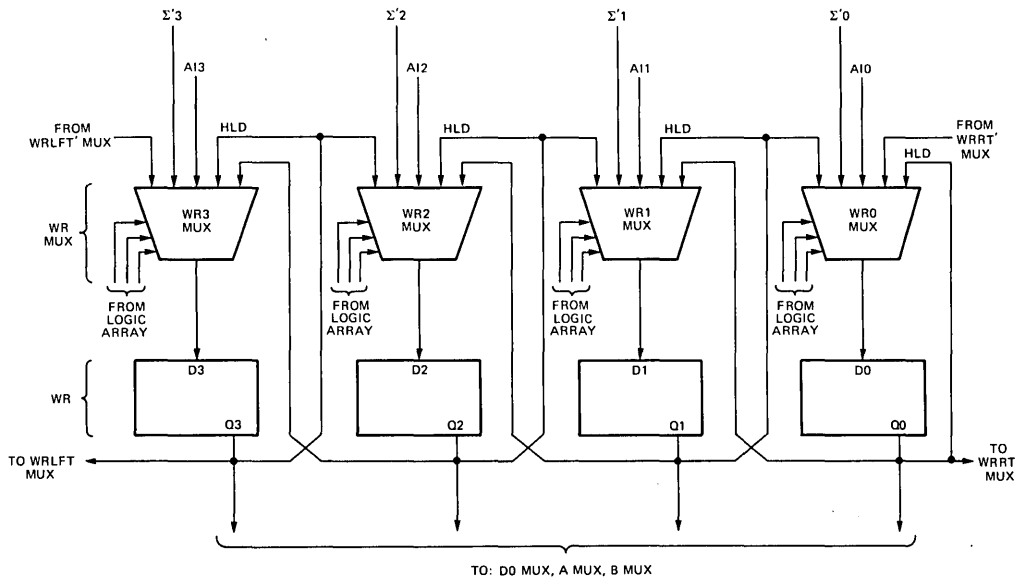 Σ'3 Σ'2 Σ'1 Σ'0
AI3 AI2 AI1 AI0
FROM
WRLFT' MUX
HLD HLD HLD
FROM
WRRT'
MUX
HLD
WR
MUX
WR3
MUX
WR2
MUX
WR1
MUX
WR0
MUX
FROM
LOGIC
ARRAY
FROM
LOGIC
ARRAY
FROM
LOGIC
ARRAY
FROM
LOGIC
ARRAY
WR
D3 D2 D1 D0
Q3 Q2 Q1 Q0
TO WRLFT
MUX
TO
WRRT
MUX
TO: D0 MUX, A MUX, B MUX